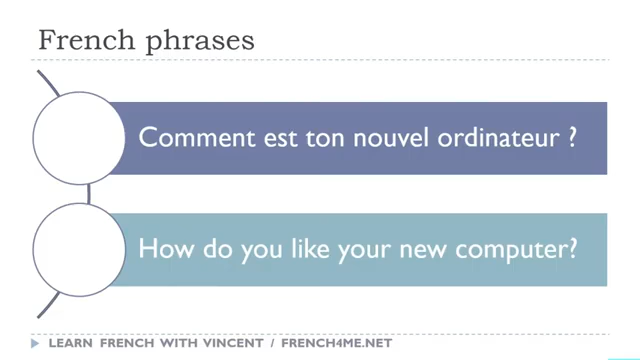 French phrases
Comment est ton nouvel ordinateur ?
How do you like your new computer?
LEARN FRENCH WITH VINCENT / FRENCH4ME.NET